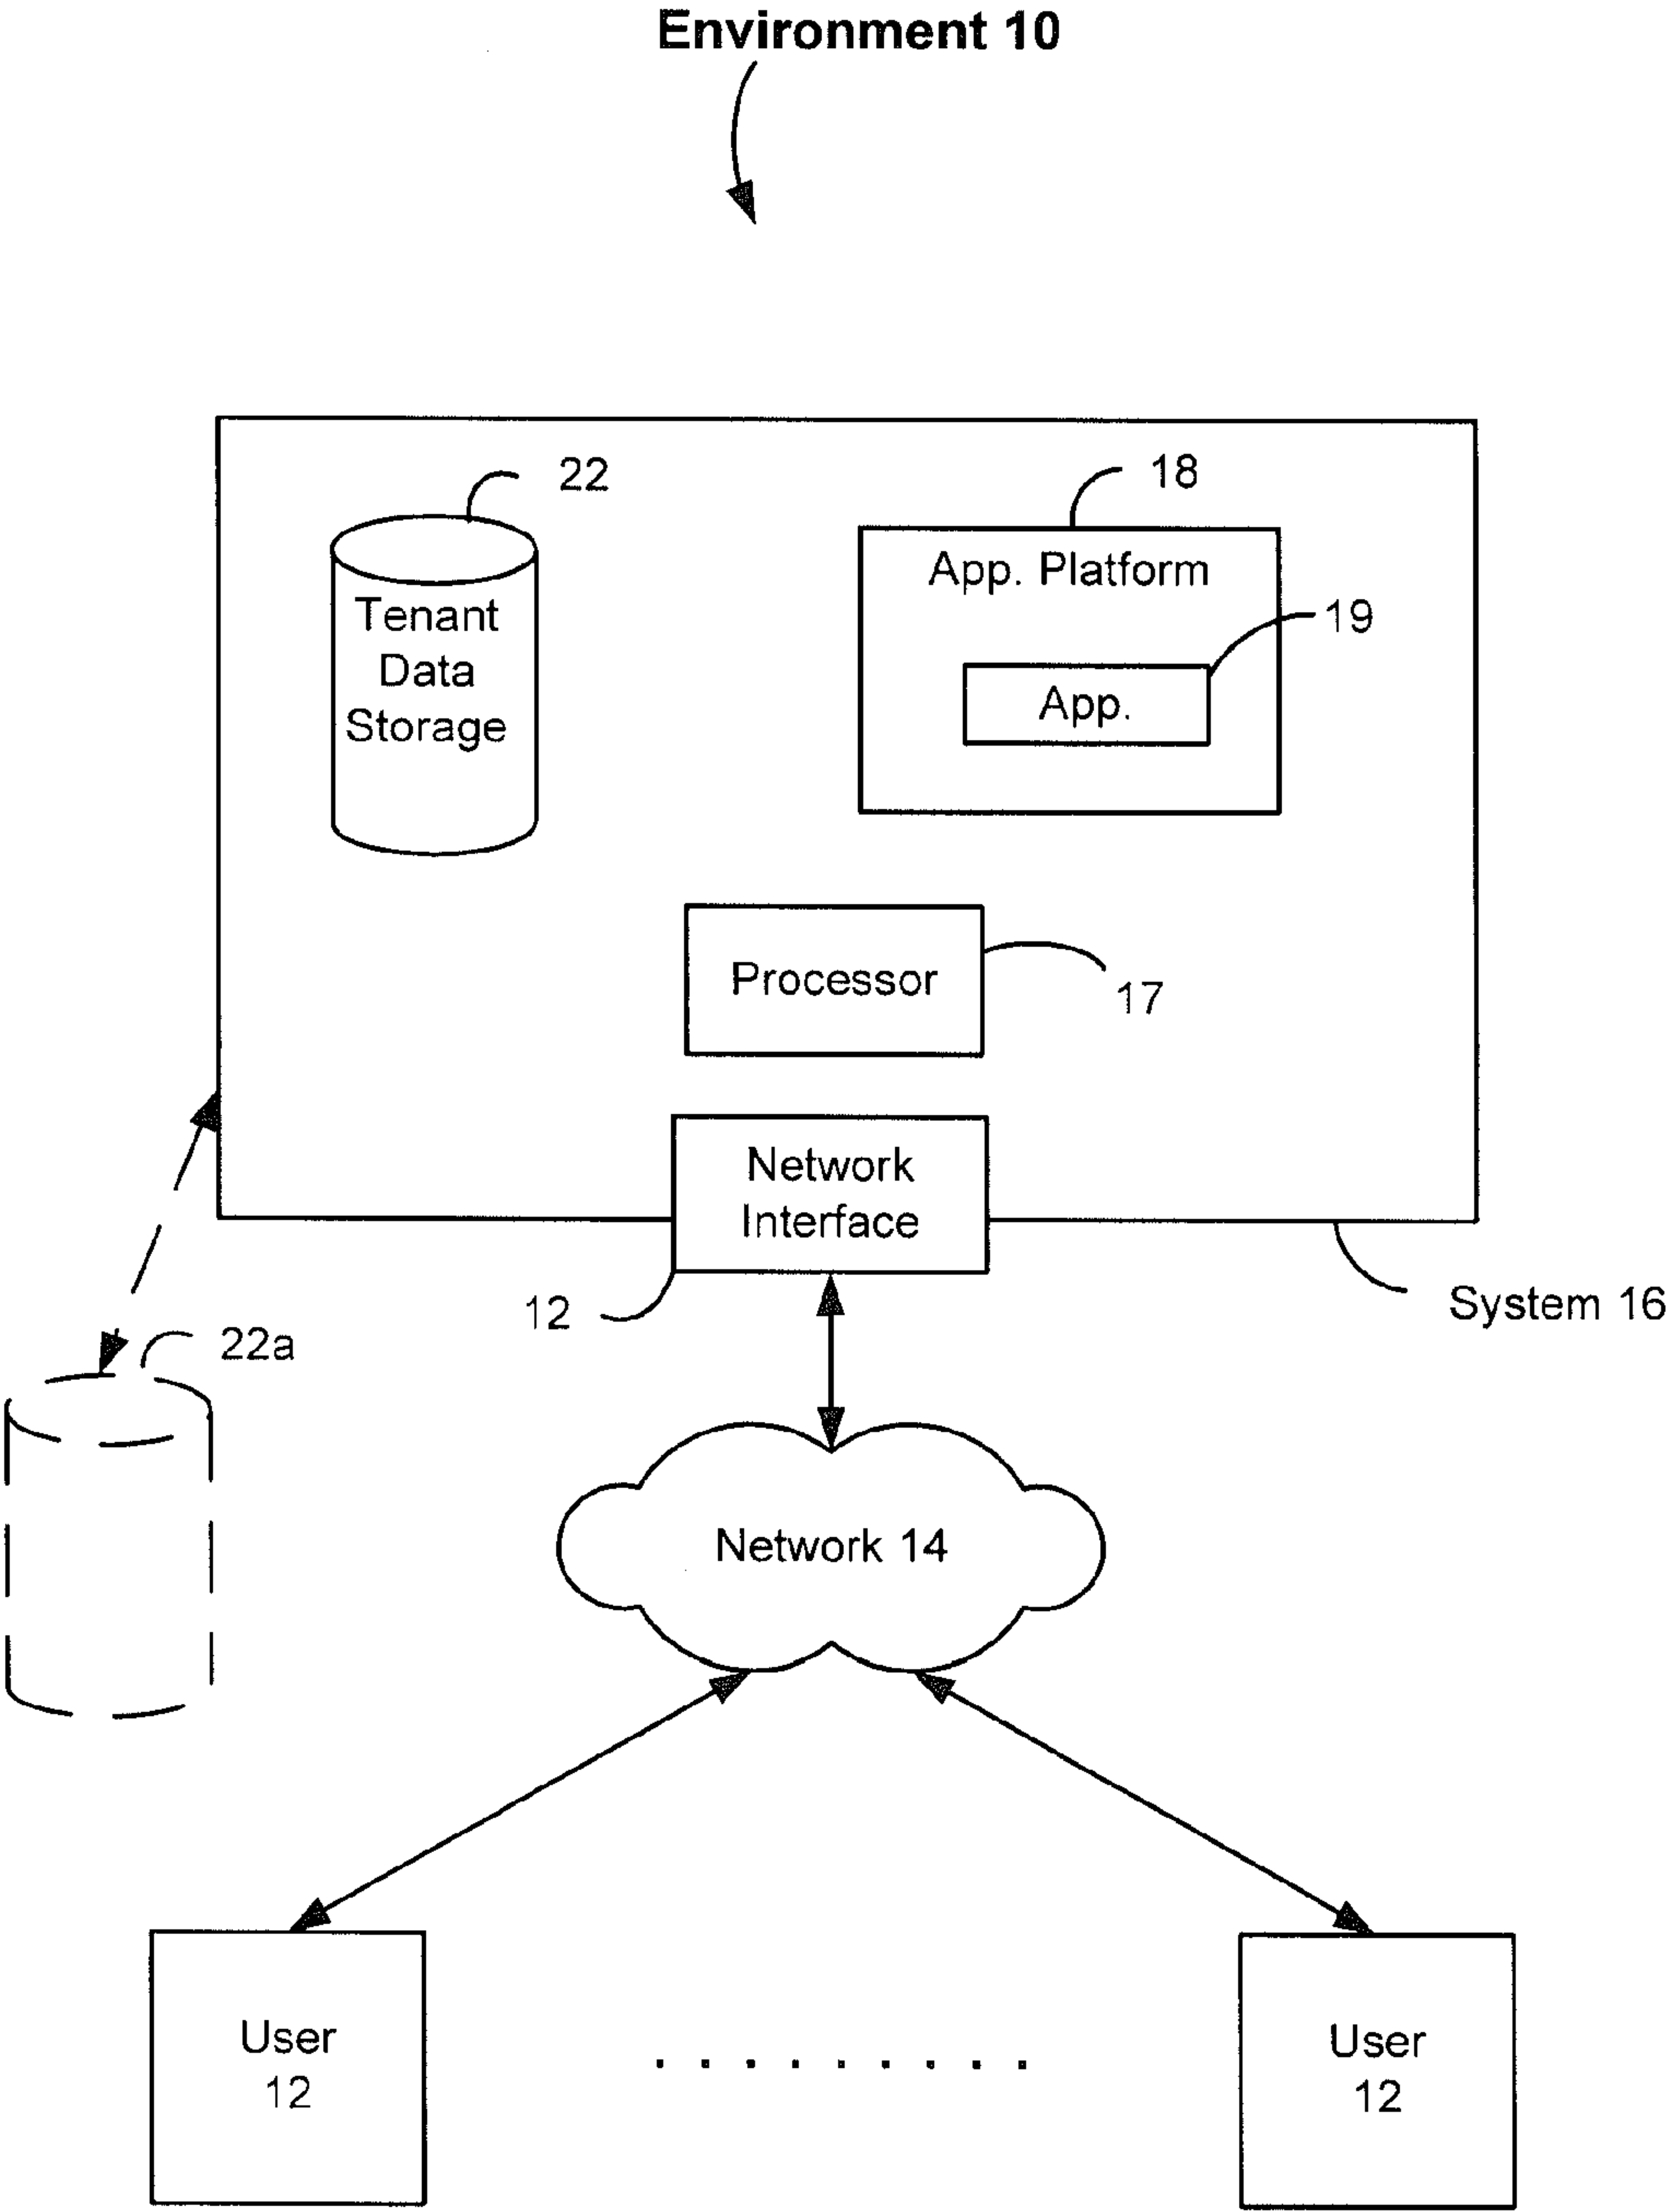 Environment 10
22
18
App. Platform
19
Tenant
Data
Storage
App.
Processor
17
Network
Interface
12
System 16
22a
Network 14
User
12
User
12